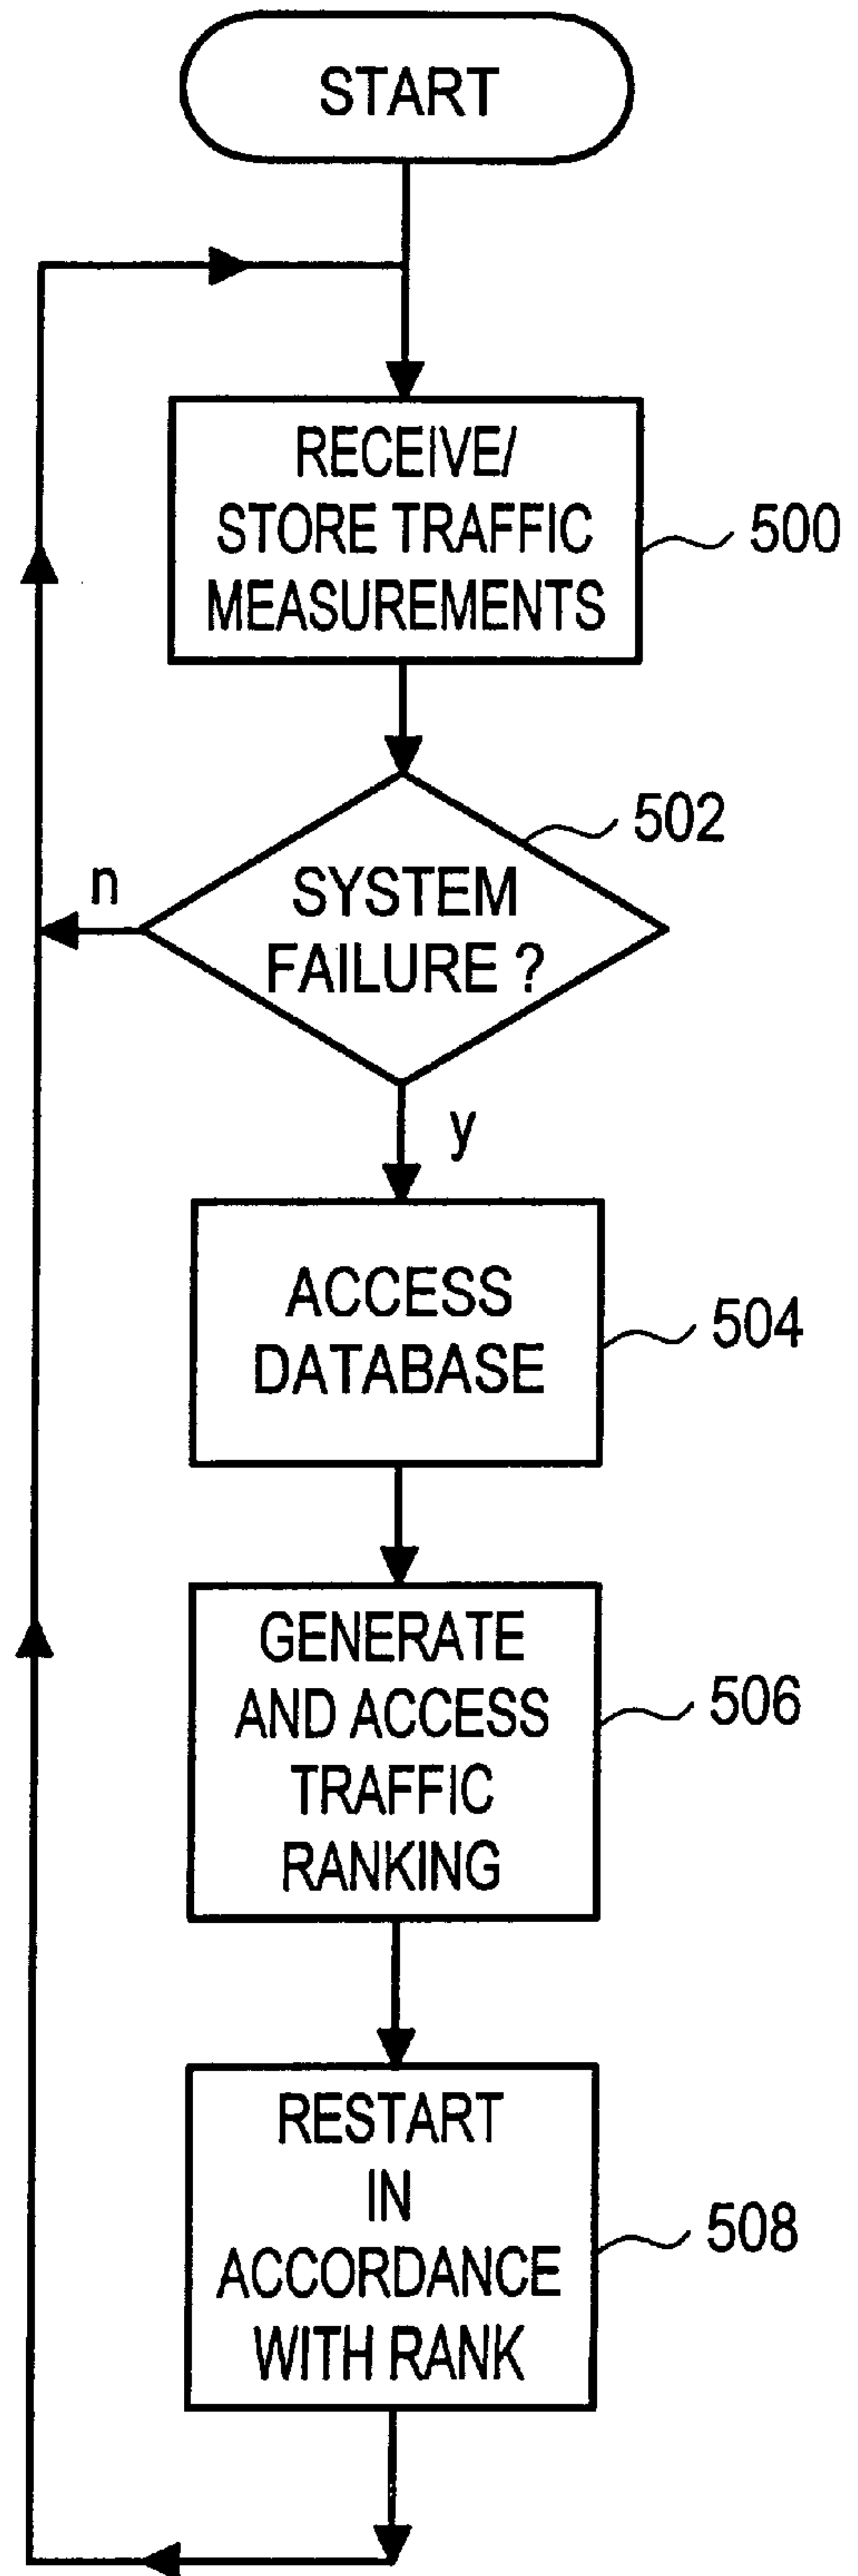 START
RECEIVE/
STORE TRAFFIC
MEASUREMENTS
500
502
SYSTEM
FAILURE ?
n
y
ACCESS
DATABASE
504
GENERATE
AND ACCESS
TRAFFIC
RANKING
506
RESTART
IN
ACCORDANCE
WITH RANK
508